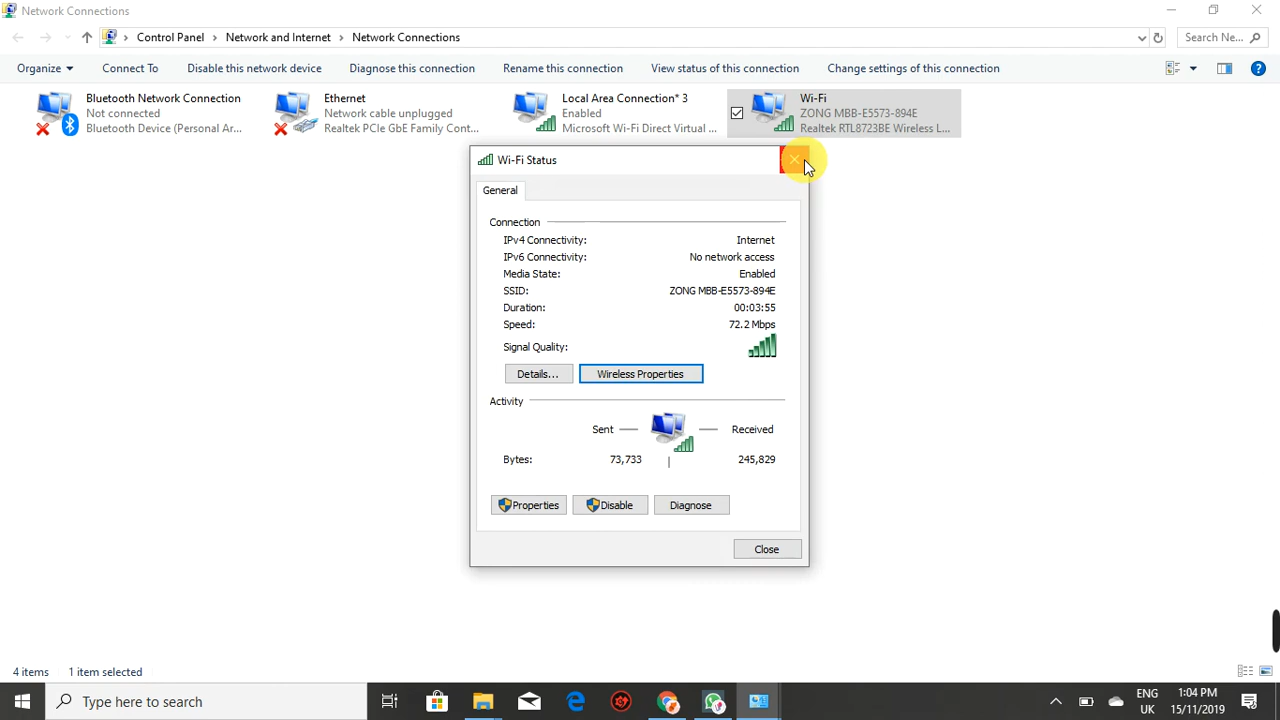 Network Connections
Control Panel > Network and Internet > Network Connections
Search Ne...
Organize
Connect To
Disable this network device
Diagnose this connection
Rename this connection
View status of this connection
Change settings of this connection
Bluetooth Network Connection
Not connected
Bluetooth Device (Personal Ar...
Ethernet
Network cable unplugged
Realtek PCIe GbE Family Cont...
Local Area Connection* 3
Enabled
Microsoft Wi-Fi Direct Virtual ...
Wi-Fi
ZONG MBB-E5573-894E
Realtek RTL8723BE Wireless L...
Wi-Fi Status
General
Connection
IPv4 Connectivity: Internet
IPv6 Connectivity: No network access
Media State: Enabled
SSID: ZONG MBB-E5573-894E
Duration: 00:03:55
Speed: 72.2 Mbps
Signal Quality:
Details...
Wireless Properties
Activity
Sent — — Received
Bytes: 73,733 | 245,829
Properties
Disable
Diagnose
Close
4 items 1 item selected
Type here to search
ENG
UK
1:04 PM
15/11/2019